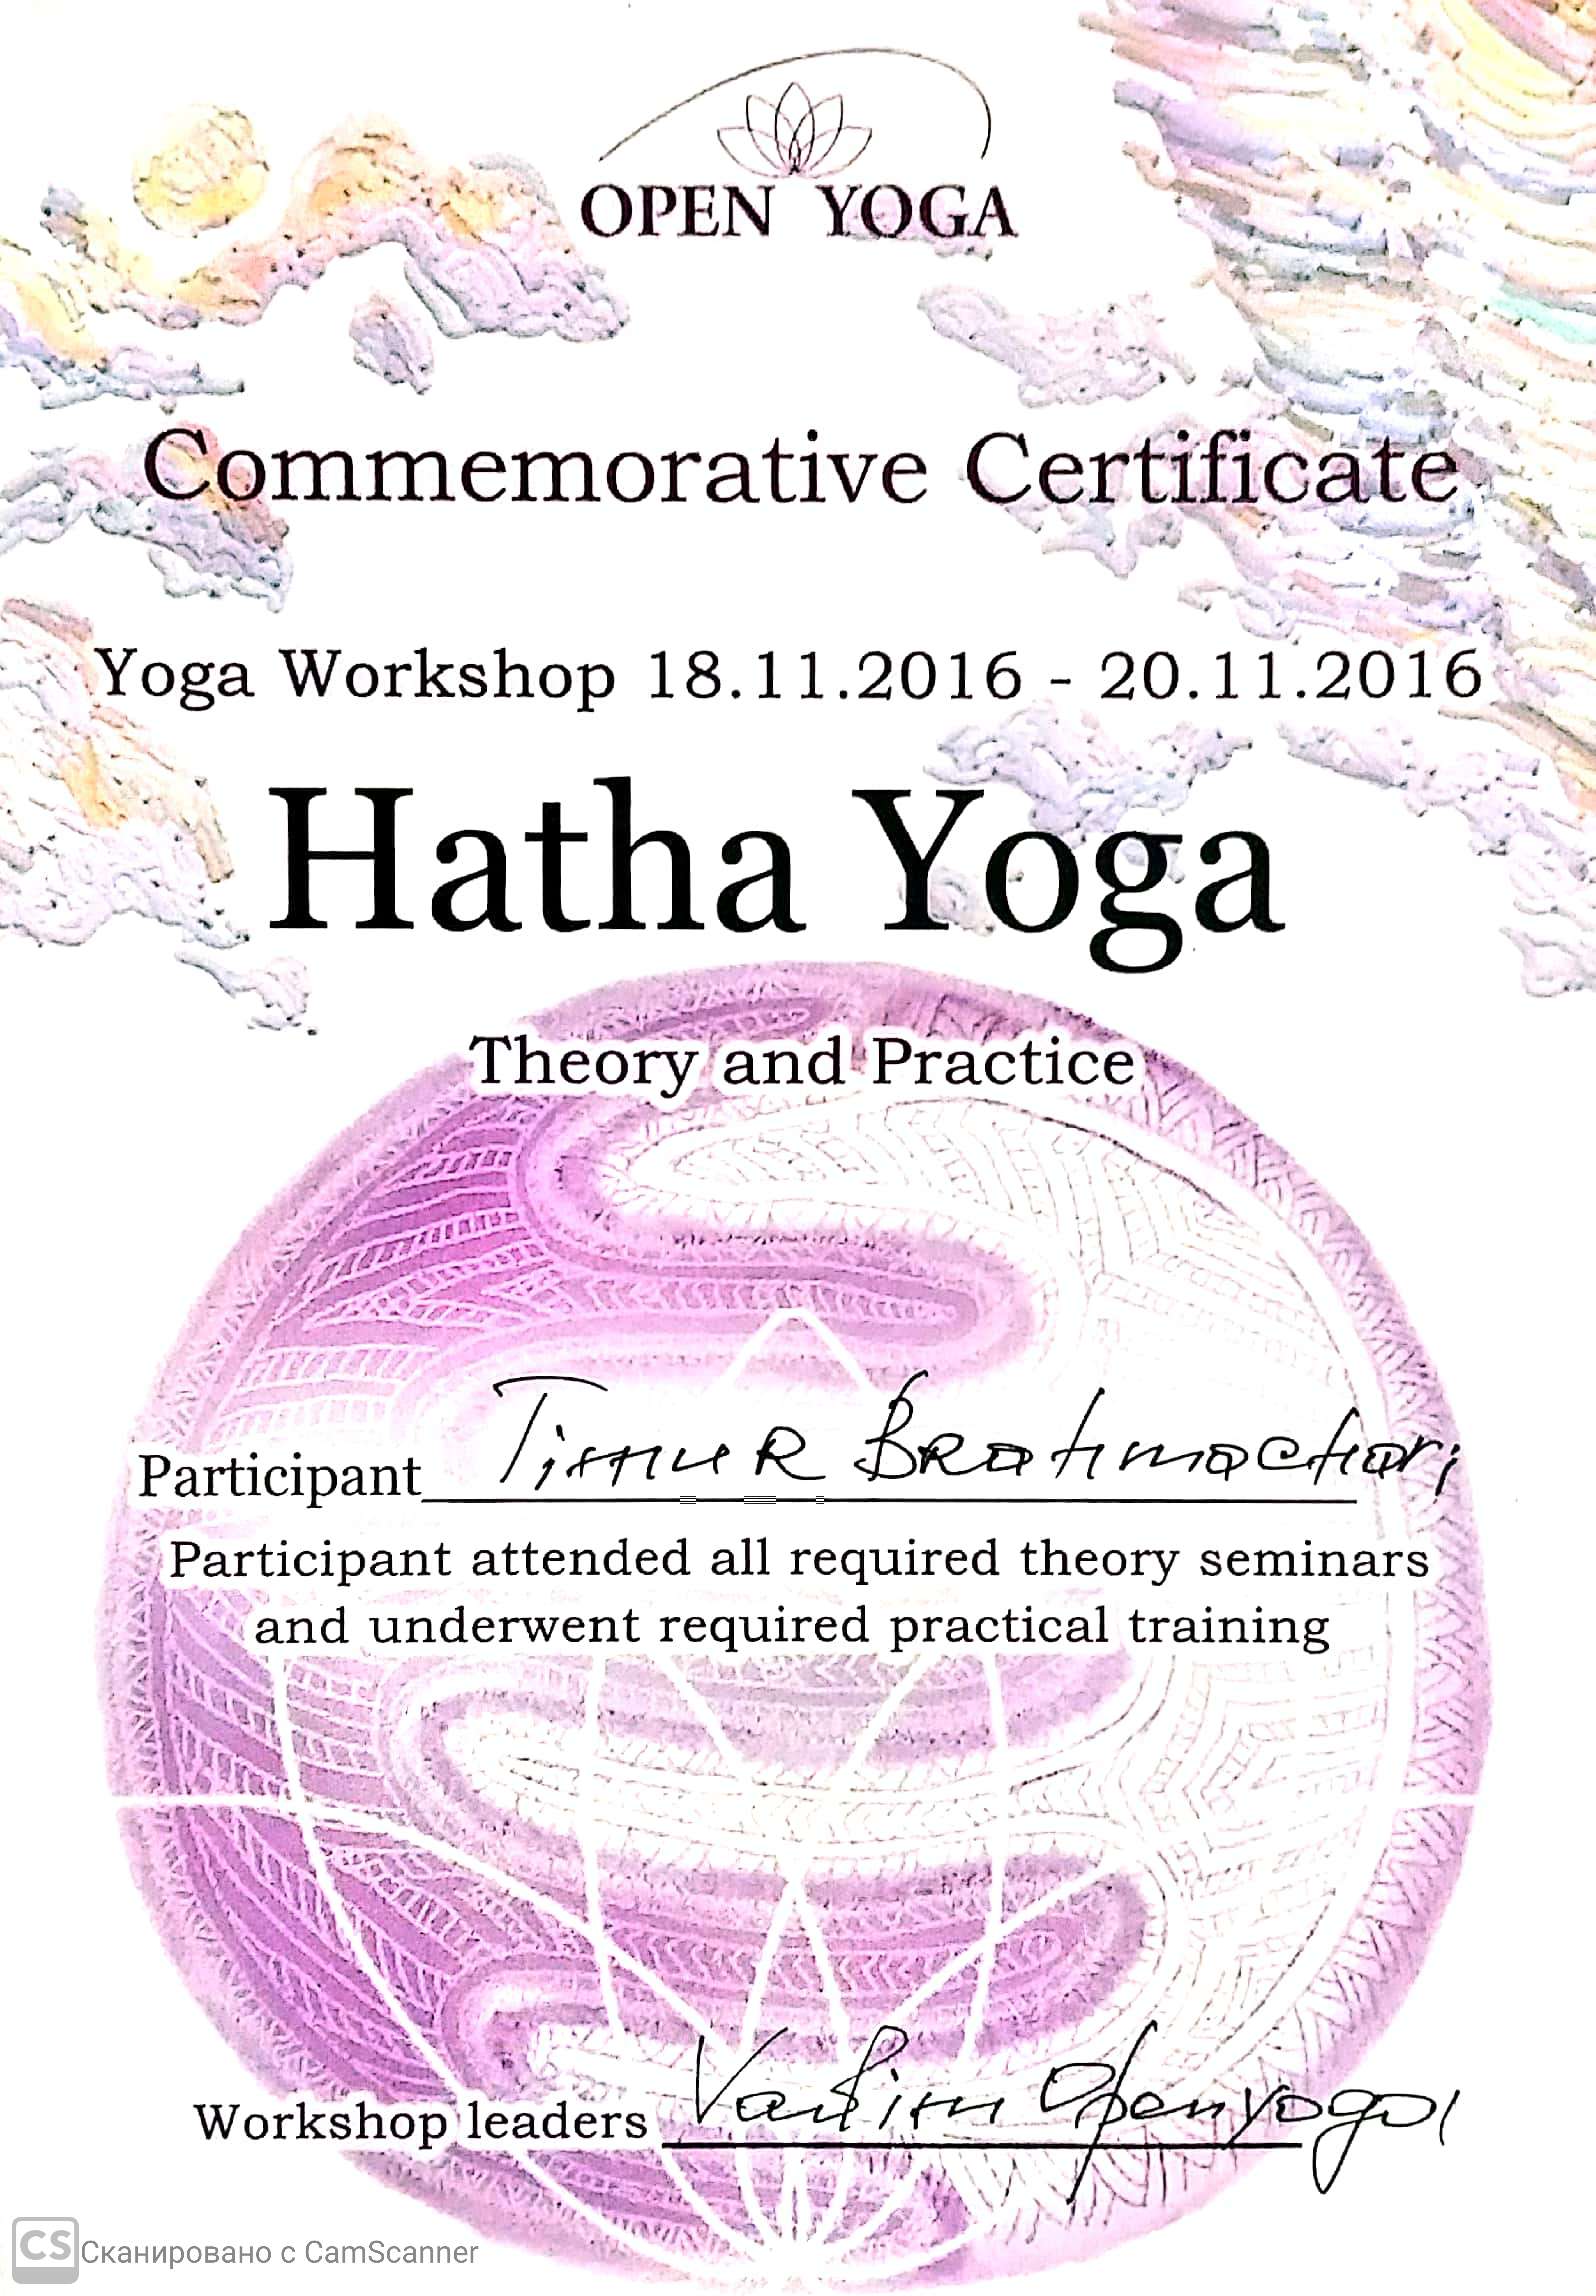 OPEN YOGA
Commemorative Certificate
Yoga Workshop 18.11.2016 - 20.11.2016
Hatha Yoga
Theory and Practice
Participant Timur Brahmachari
Participant attended all required theory seminars
and underwent required practical training
Workshop leaders Vadim Openyoga
CS Сканировано с CamScanner